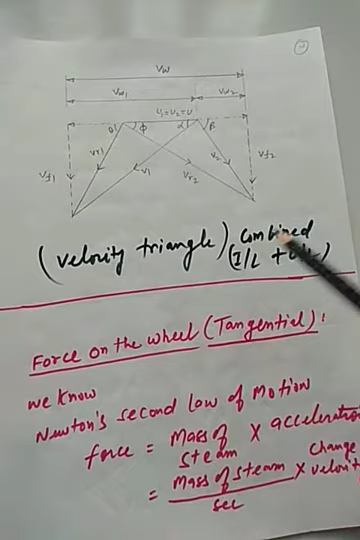 Vw
Vw1 Vw2
u1=u2=u
θ ϕ α β
Vf1 Vr1 V1 Vr2 V2 Vf2
(velocity triangle) combined
(I/L +
Force on the wheel (Tangential):
we know
Newton's second Law of Motion
force = Mass of steam × acceleration
= Mass of steam / sec × change velocity